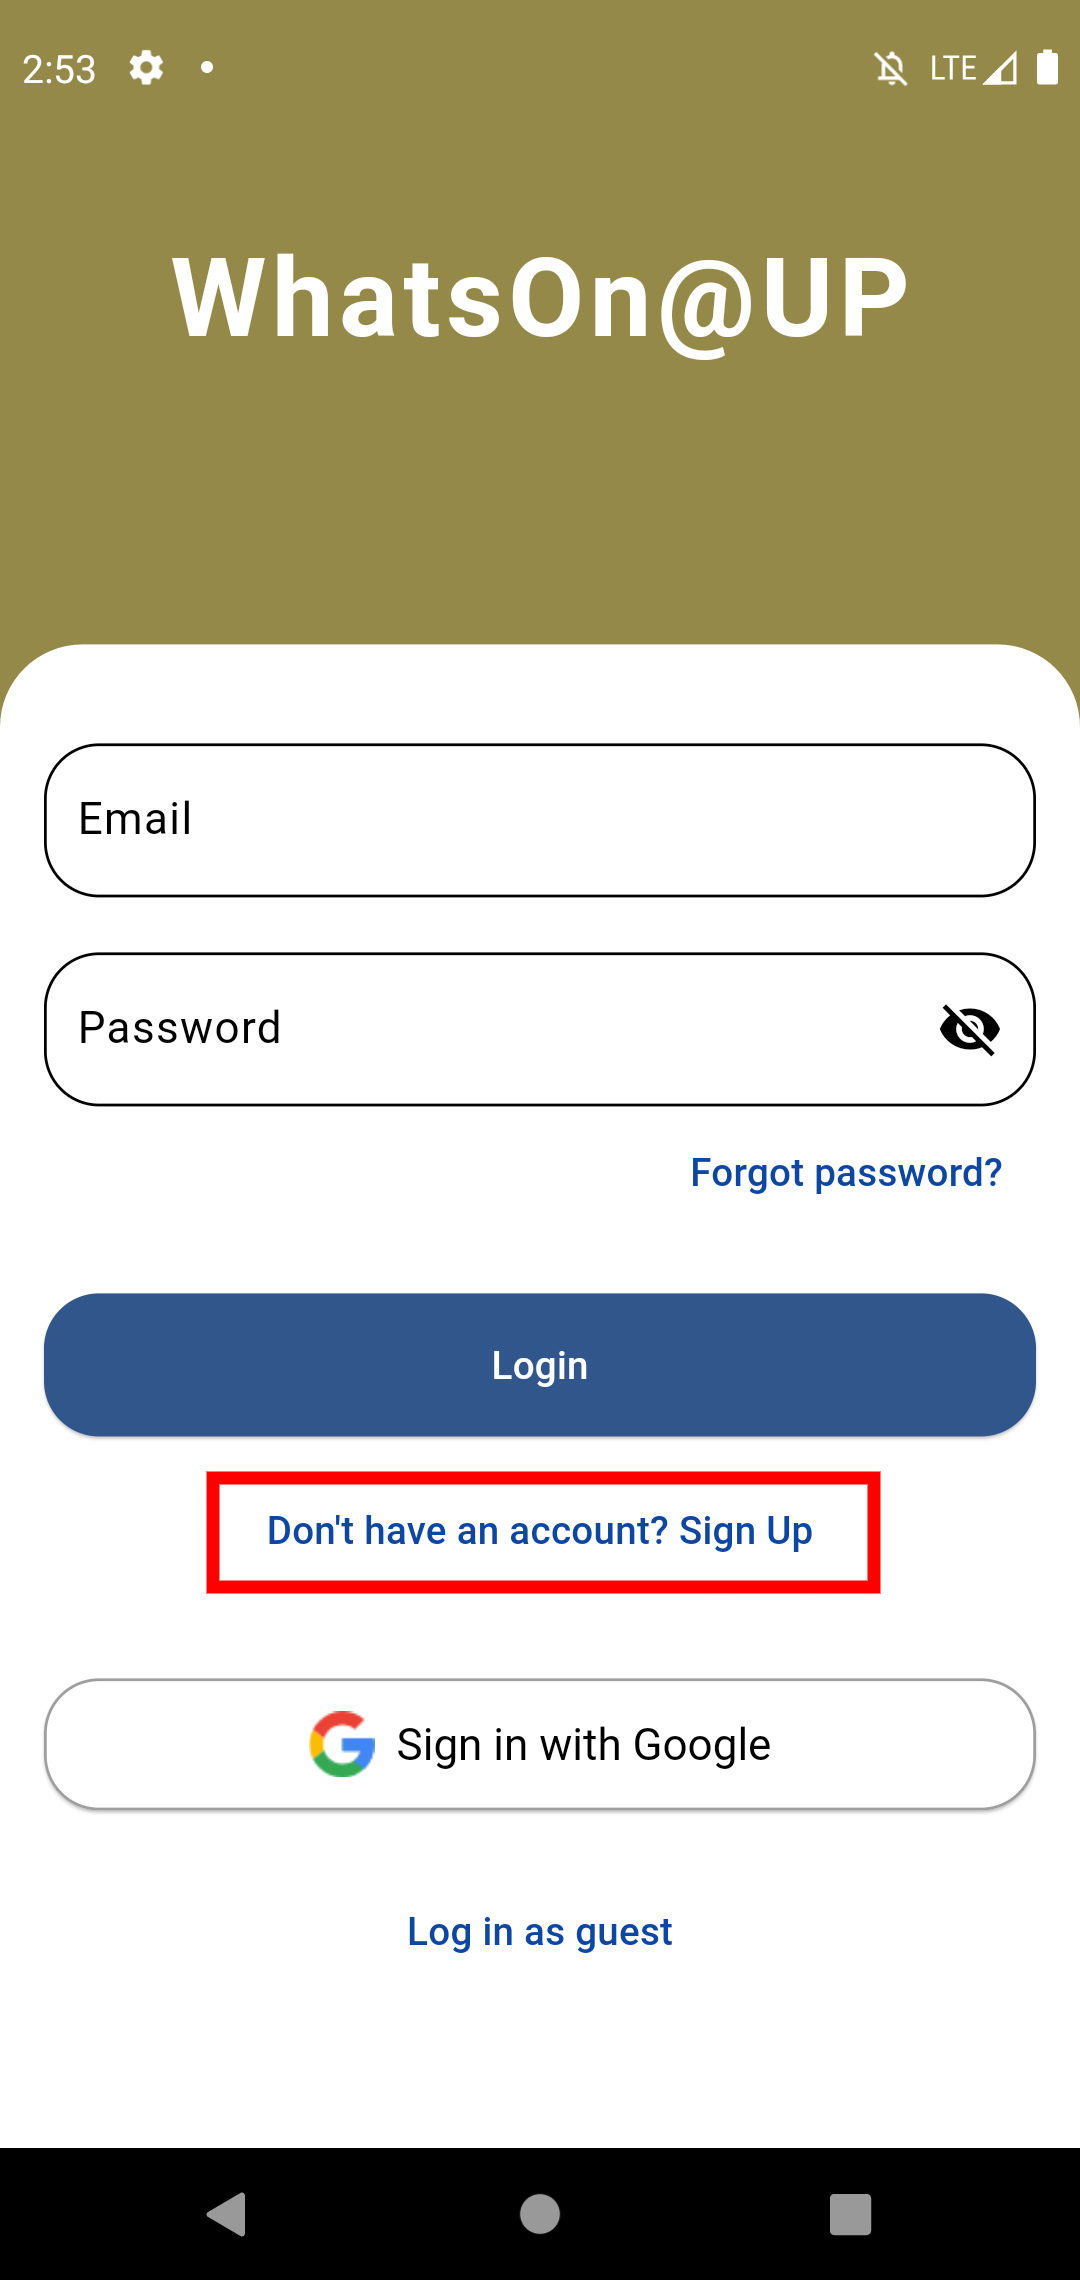 2:53 LTE
WhatsOn@UP
Email
Password
Forgot password?
Login
Don't have an account? Sign Up
Sign in with Google
Log in as guest